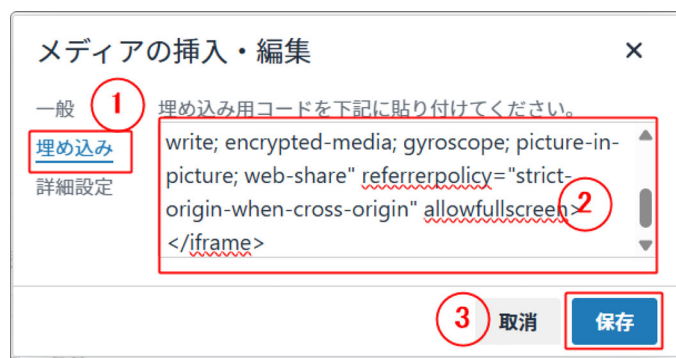 メディアの挿入・編集 ×
一般 1 埋め込み用コードを下記に貼り付けてください。
埋め込み
詳細設定
write; encrypted-media; gyroscope; picture-in-
picture; web-share" referrerpolicy="strict-
origin-when-cross-origin" allowfullscreen>
2
</iframe>
3 取消 保存